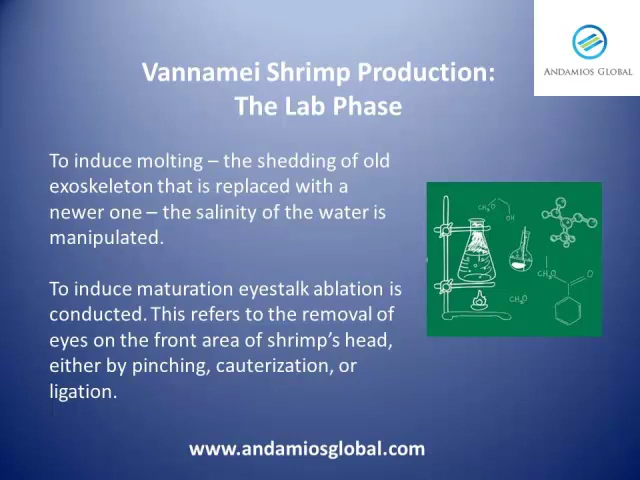 ANDAMIOS GLOBAL
Vannamei Shrimp Production:
The Lab Phase
To induce molting – the shedding of old
exoskeleton that is replaced with a
newer one – the salinity of the water is
manipulated.
To induce maturation eyestalk ablation is
conducted. This refers to the removal of
eyes on the front area of shrimp’s head,
either by pinching, cauterization, or
ligation.
OH
www.andamiosglobal.com